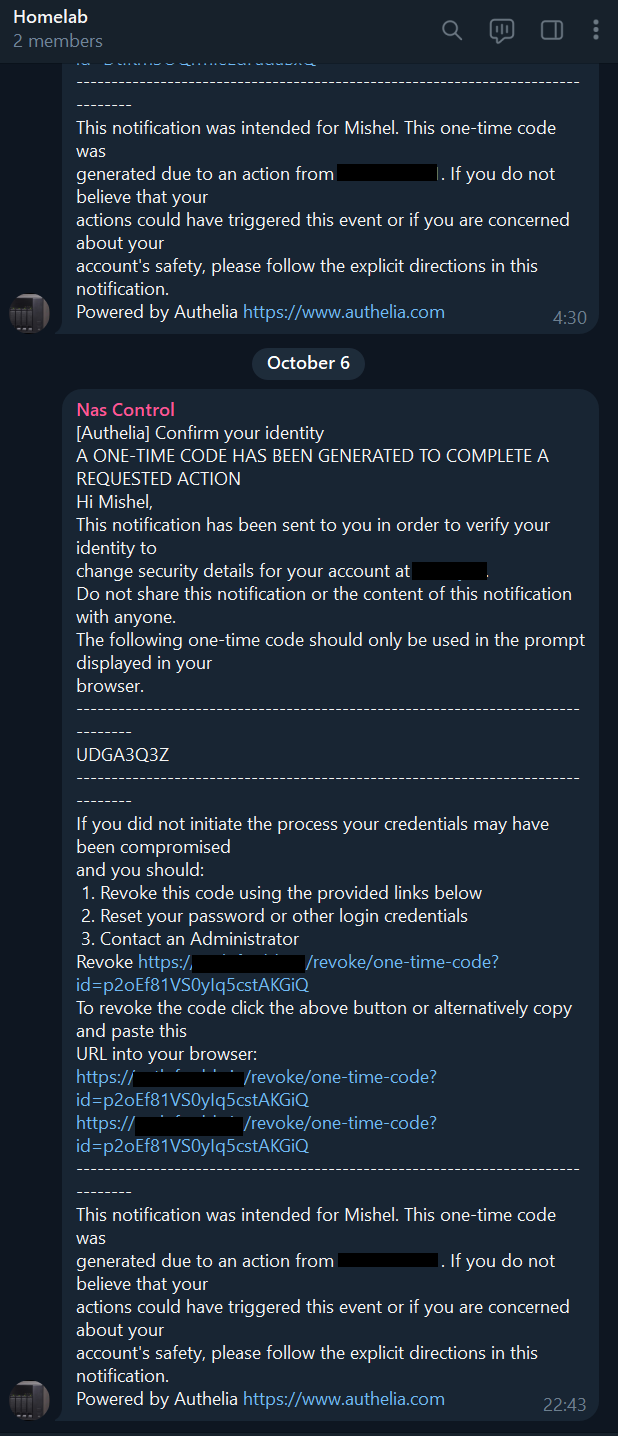 Homelab
2 members
--------------------------------------------------------------------------
--------
This notification was intended for Mishel. This one-time code
was
generated due to an action from . If you do not
believe that your
actions could have triggered this event or if you are concerned
about your
account's safety, please follow the explicit directions in this
notification.
Powered by Authelia https://www.authelia.com
4:30
October 6
Nas Control
[Authelia] Confirm your identity
A ONE-TIME CODE HAS BEEN GENERATED TO COMPLETE A
REQUESTED ACTION
Hi Mishel,
This notification has been sent to you in order to verify your
identity to
change security details for your account at .
Do not share this notification or the content of this notification
with anyone.
The following one-time code should only be used in the prompt
displayed in your
browser.
--------------------------------------------------------------------------
--------
UDGA3Q3Z
--------------------------------------------------------------------------
--------
If you did not initiate the process your credentials may have
been compromised
and you should:
1. Revoke this code using the provided links below
2. Reset your password or other login credentials
3. Contact an Administrator
Revoke https:/ /revoke/one-time-code?
id=p2oEf81VS0yIq5cstAKGiQ
To revoke the code click the above button or alternatively copy
and paste this
URL into your browser:
https:// /revoke/one-time-code?
id=p2oEf81VS0yIq5cstAKGiQ
https:// /revoke/one-time-code?
id=p2oEf81VS0yIq5cstAKGiQ
--------------------------------------------------------------------------
--------
This notification was intended for Mishel. This one-time code
was
generated due to an action from . If you do not
believe that your
actions could have triggered this event or if you are concerned
about your
account's safety, please follow the explicit directions in this
notification.
Powered by Authelia https://www.authelia.com
22:43